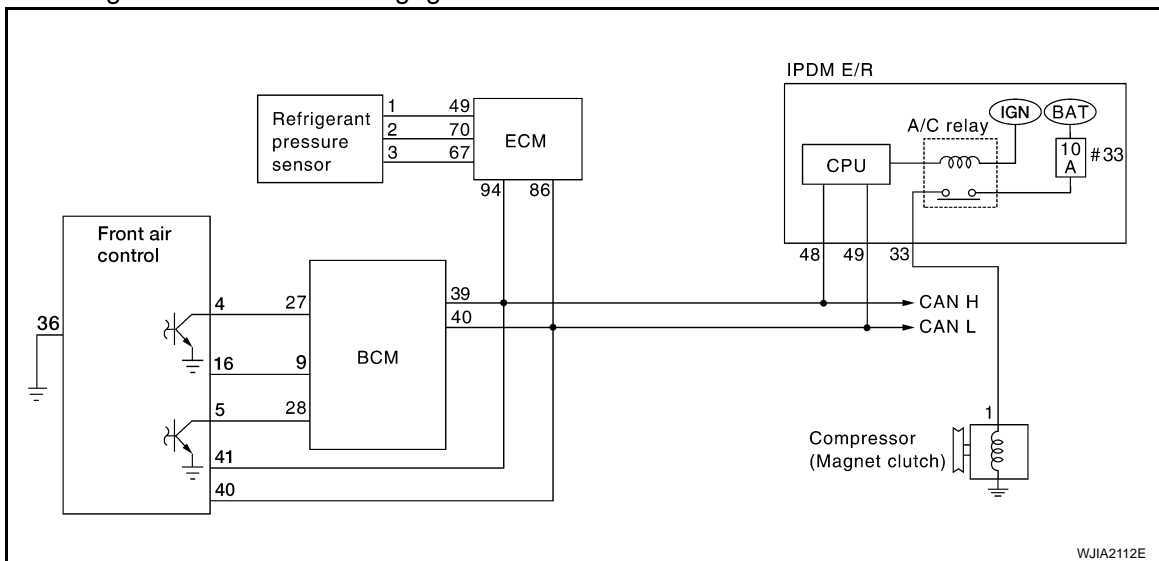 IPDM E/R
Refrigerant
pressure
sensor
1
2
3
49
70
67
ECM
94
86
CPU
A/C relay
IGN
BAT
10
A
#33
48
49
33
Front air
control
36
4
16
5
41
40
27
9
28
BCM
39
40
CAN H
CAN L
Compressor
(Magnet clutch)
1
WJIA2112E